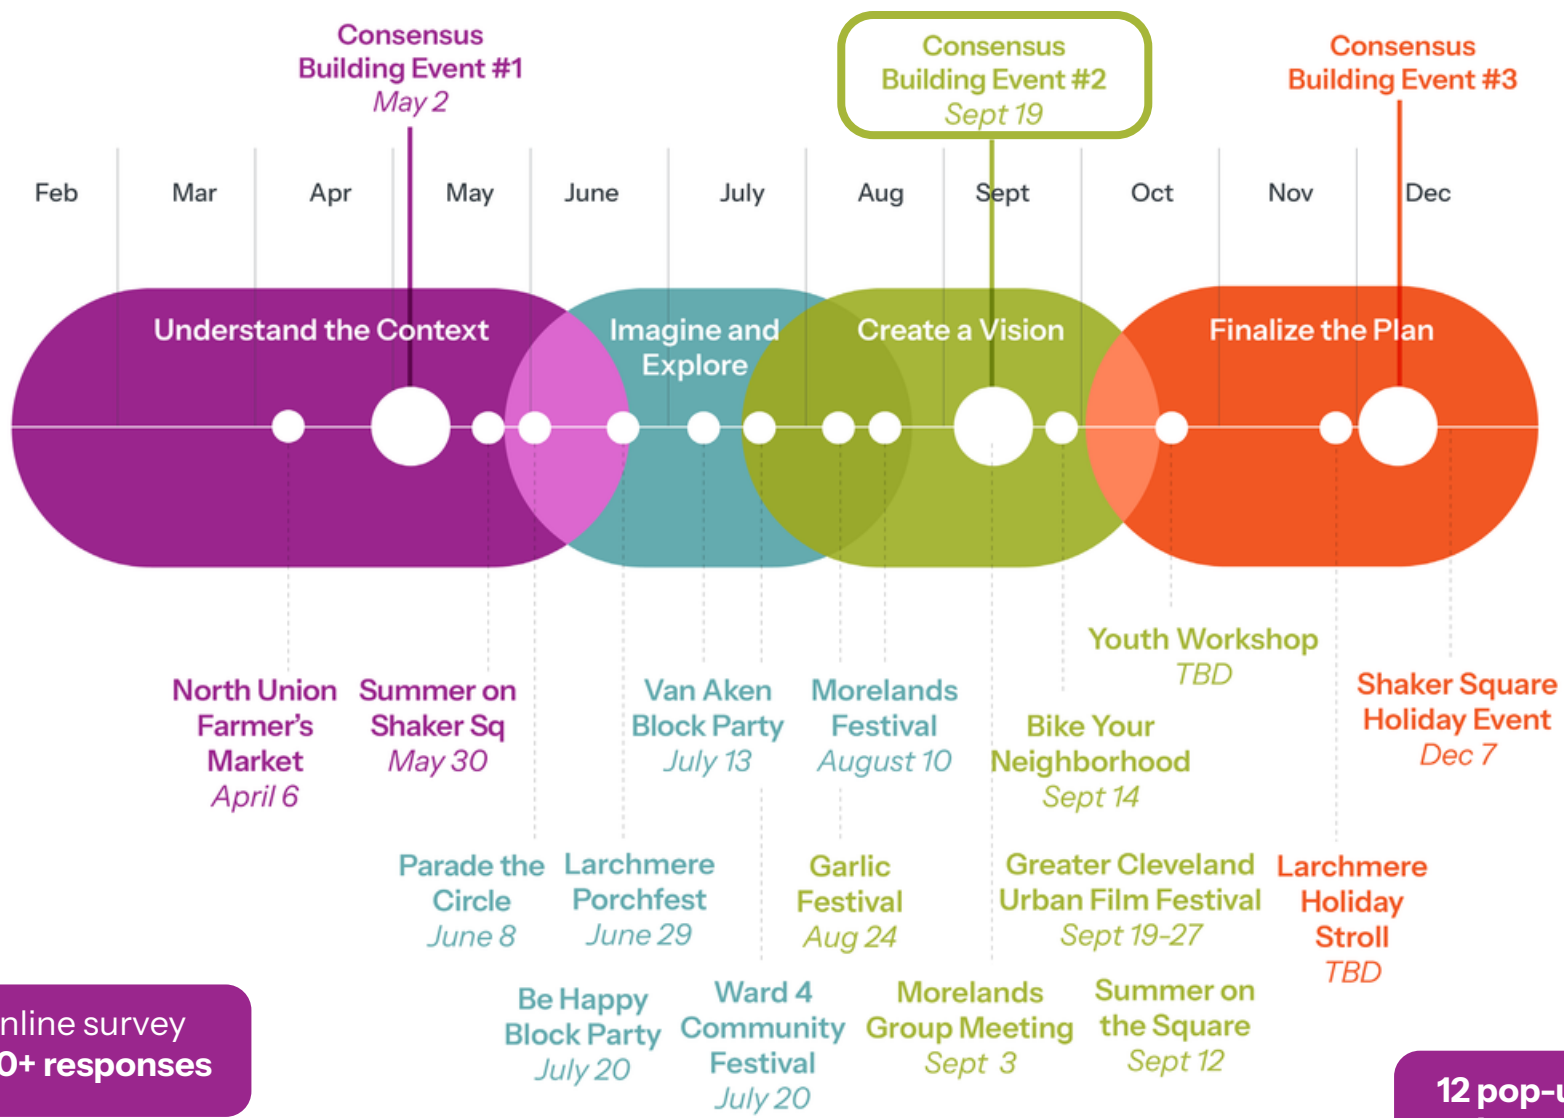 Consensus
Building Event #1
May 2
Consensus
Building Event #2
Sept 19
Consensus
Building Event #3
Feb
Mar
Apr
May
June
July
Aug
Sept
Oct
Nov
Dec
Understand the Context
Imagine and
Explore
Create a Vision
Finalize the Plan
North Union
Farmer's
Market
April 6
Summer on
Shaker Sq
May 30
Van Aken
Block Party
July 13
Morelands
Festival
August 10
Bike Your
Neighborhood
Sept 14
Youth Workshop
TBD
Shaker Square
Holiday Event
Dec 7
Parade the
Circle
June 8
Larchmere
Porchfest
June 29
Garlic
Festival
Aug 24
Greater Cleveland
Urban Film Festival
Sept 19-27
Larchmere
Holiday
Stroll
TBD
Be Happy
Block Party
July 20
Ward 4
Community
Festival
July 20
Morelands
Group Meeting
Sept 3
Summer on
the Square
Sept 12
survey
0+ responses
12